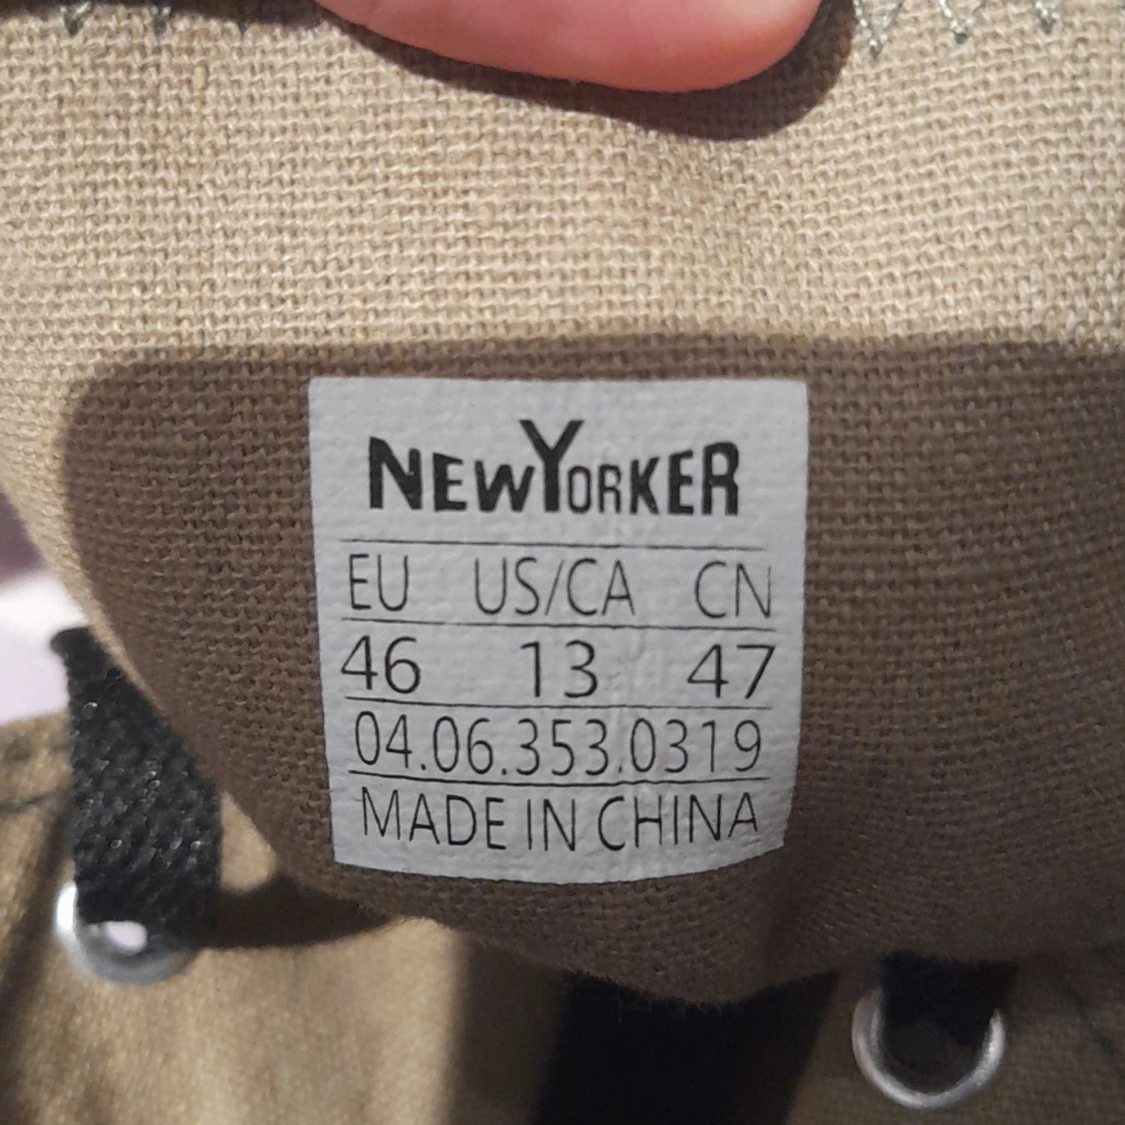 NEWYORKER
EU US/CA CN
46 13 47
04.06.353.0319
MADE IN CHINA